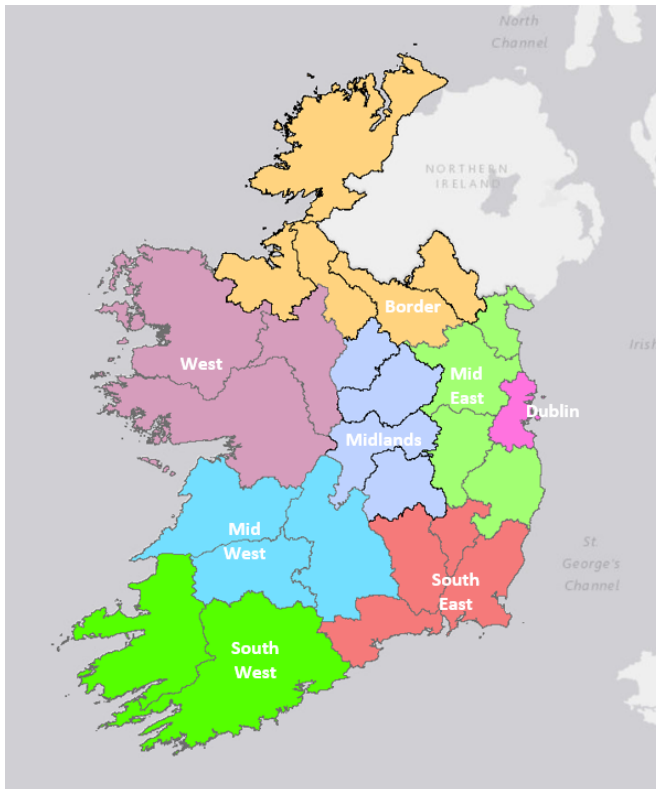 North
Channel
NORTHERN
IRELAND
Border
West
Mid
East
Dublin
Irish
Midlands
Mid
West
St.
George's
Channel
South
East
South
West